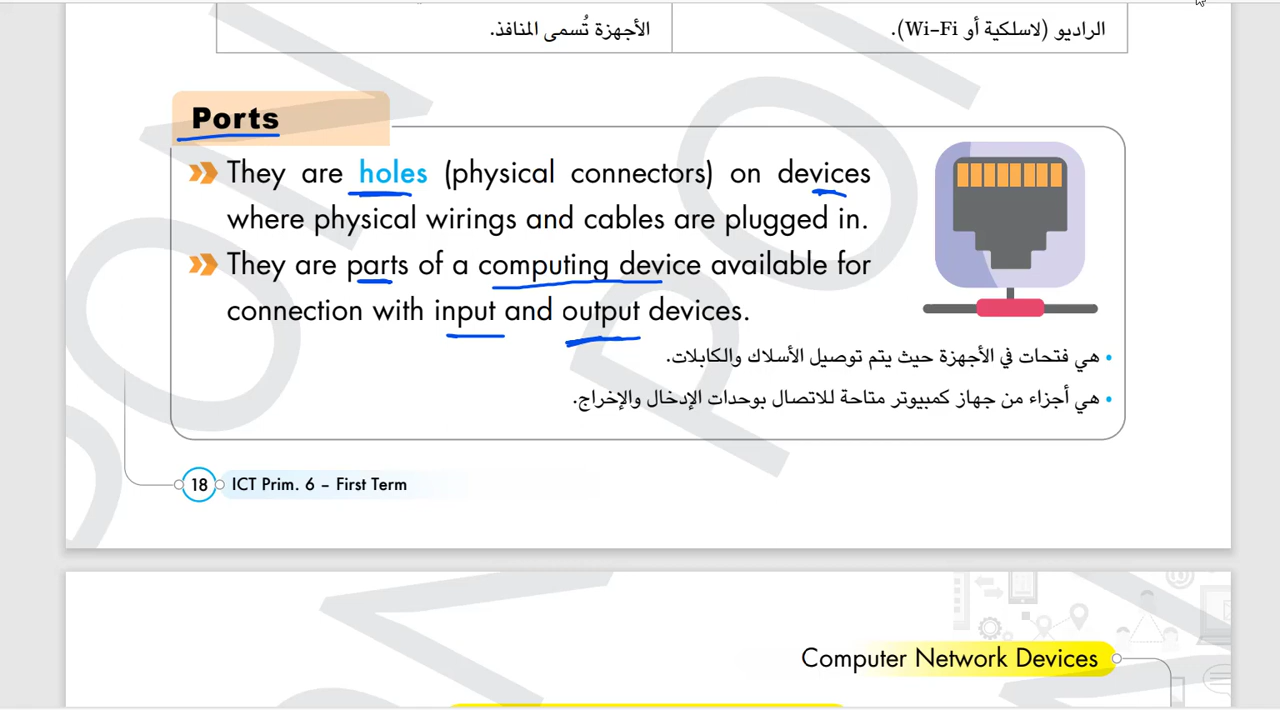 الراديو (لاسلكية أو Wi-Fi).
الأجهزة تُسمى المنافذ.
Ports
They are holes (physical connectors) on devices
where physical wirings and cables are plugged in.
They are parts of a computing device available for
connection with input and output devices.
• هي فتحات في الأجهزة حيث يتم توصيل الأسلاك والكابلات.
• هي أجزاء من جهاز كمبيوتر متاحة للاتصال بوحدات الإدخال والإخراج.
18 ICT Prim. 6 – First Term
Computer Network Devices